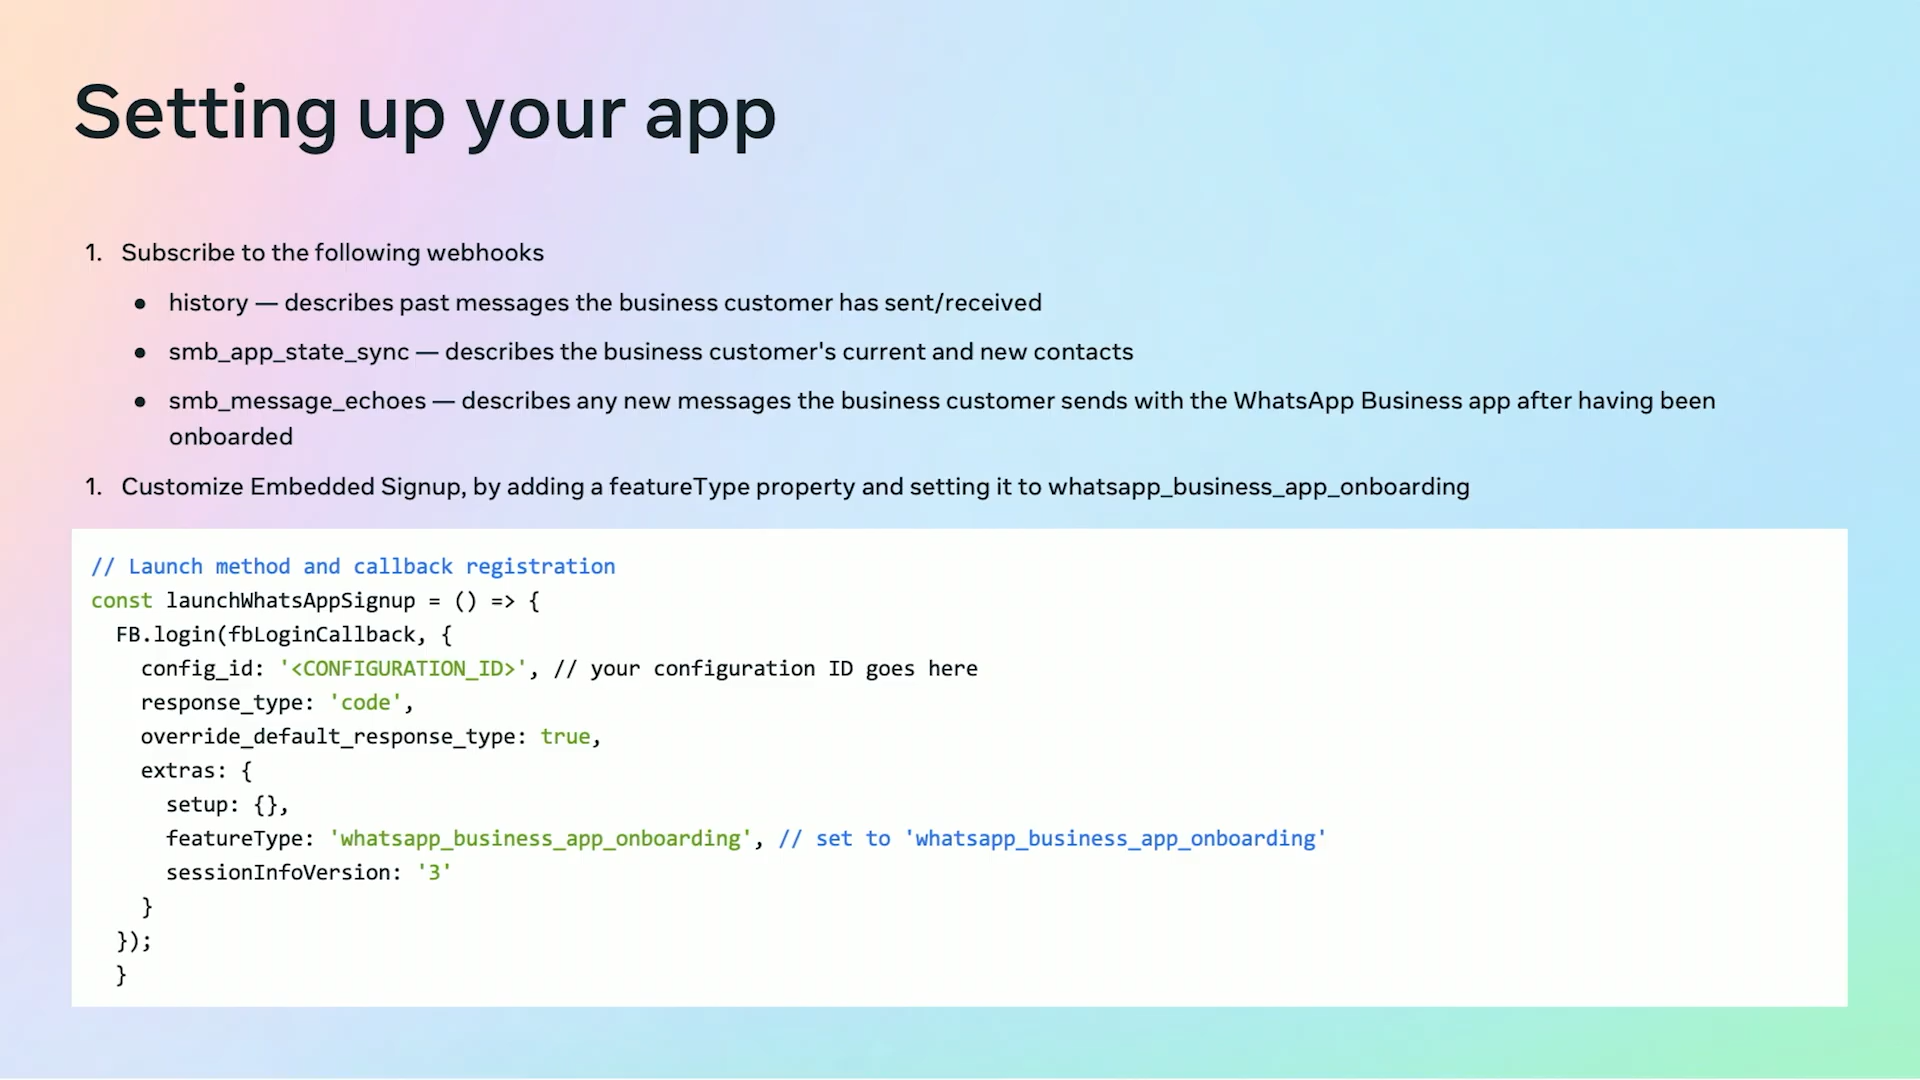 Setting up your app
1. Subscribe to the following webhooks
● history — describes past messages the business customer has sent/received
● smb_app_state_sync — describes the business customer's current and new contacts
● smb_message_echoes — describes any new messages the business customer sends with the WhatsApp Business app after having been
onboarded
1. Customize Embedded Signup, by adding a featureType property and setting it to whatsapp_business_app_onboarding
// Launch method and callback registration
const launchWhatsAppSignup = () => {
  FB.login(fbLoginCallback, {
    config_id: '<CONFIGURATION_ID>', // your configuration ID goes here
    response_type: 'code',
    override_default_response_type: true,
    extras: {
      setup: {},
      featureType: 'whatsapp_business_app_onboarding', // set to 'whatsapp_business_app_onboarding'
      sessionInfoVersion: '3'
    }
  });
  }